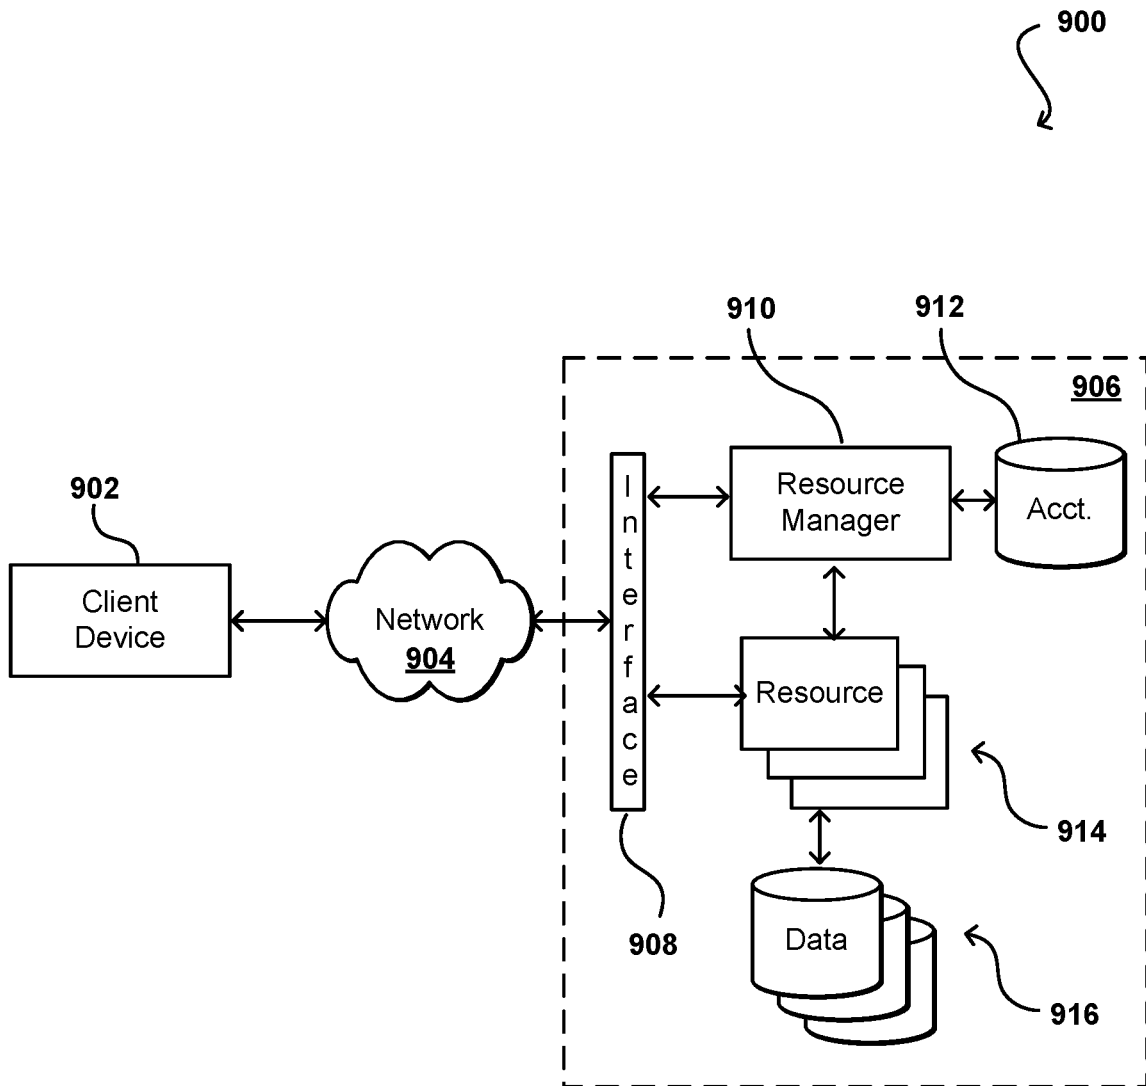 900
910
912
906
902
Interface
Resource
Manager
Acct.
Client
Device
Network
904
Resource
914
908
Data
916